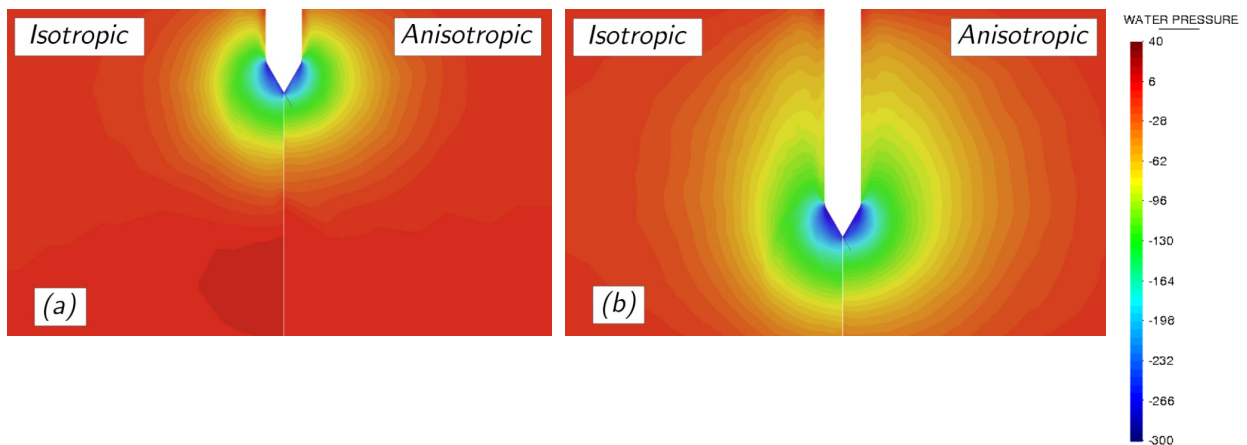 Isotropic
Anisotropic
(a)
Isotropic
Anisotropic
(b)
WATER PRESSURE
40
6
-28
-62
-96
-130
-164
-198
-232
-266
-300